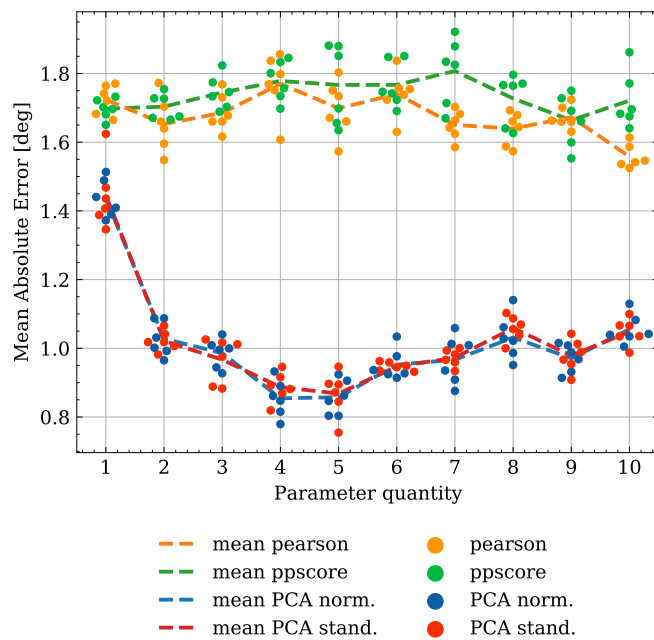 Mean Absolute Error [deg]
1.8
1.6
1.4
1.2
1.0
0.8
1 2 3 4 5 6 7 8 9 10
Parameter quantity
mean pearson
mean ppscore
mean PCA norm.
mean PCA stand.
pearson
ppscore
PCA norm.
PCA stand.